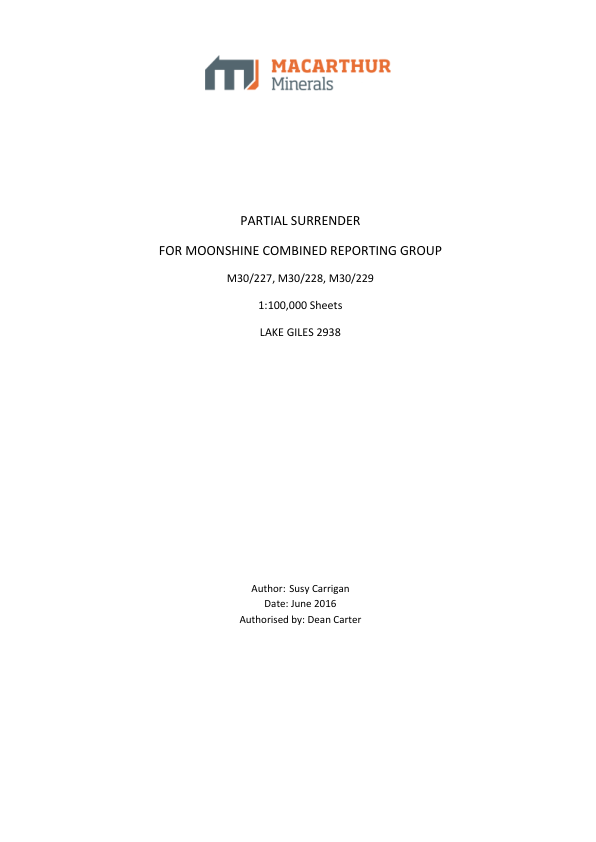 MACARTHUR
Minerals
PARTIAL SURRENDER
FOR MOONSHINE COMBINED REPORTING GROUP
M30/227, M30/228, M30/229
1:100,000 Sheets
LAKE GILES 2938
Author: Susy Carrigan
Date: June 2016
Authorised by: Dean Carter